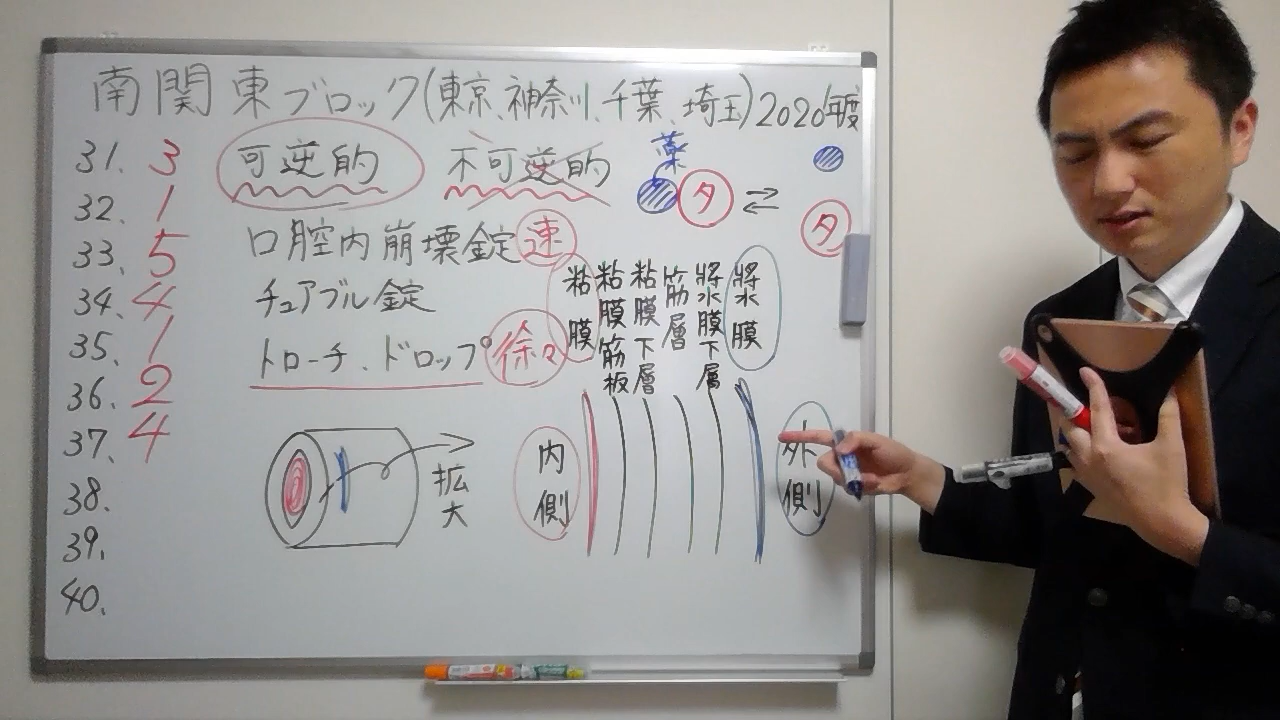 南関東ブロック(東京、神奈川、千葉、埼玉)2020年度
31. 3
32. 1
33. 5
34. 4
35. 1
36. 2
37. 4
38.
39.
40.
可逆的 不可逆的
薬
タ ⇄ タ
口腔内崩壊錠 速
チュアブル錠
トローチ、ドロップ 徐々
粘膜
粘膜筋板
粘膜下層
筋層
漿膜下層
漿膜
拡大
内側
外側